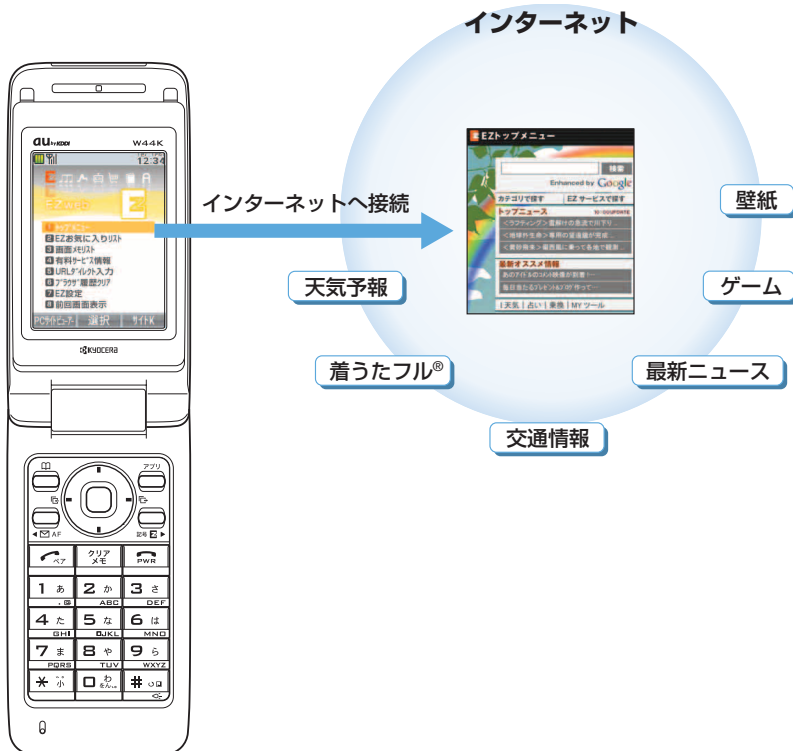 インターネット
au by KDDI
W44K
12:34
1 トップメニュー
2 EZお気に入りリスト
3 画面メモリスト
4 有料サービス情報
5 URLダイレクト入力
6 ブラウザ履歴クリア
7 EZ設定
8 前回画面表示
PCサイトビューアー 選択 サイトK
KYOCERA
インターネットへ接続
EZトップメニュー
検索
Enhanced by Google
カテゴリで探す EZサービスで探す
トップニュース
最新オススメ情報
天気 | 占い | 乗換 | MYツール
壁紙
天気予報
ゲーム
着うたフル®
最新ニュース
交通情報
アプリ
AF
記号
ペア
クリア
メモ
PWR
1 あ
2 か
3 さ
.@
ABC
DEF
4 た
5 な
6 は
GHI
JKL
MNO
7 ま
8 や
9 ら
PQRS
TUV
WXYZ
小
わ
をん
#